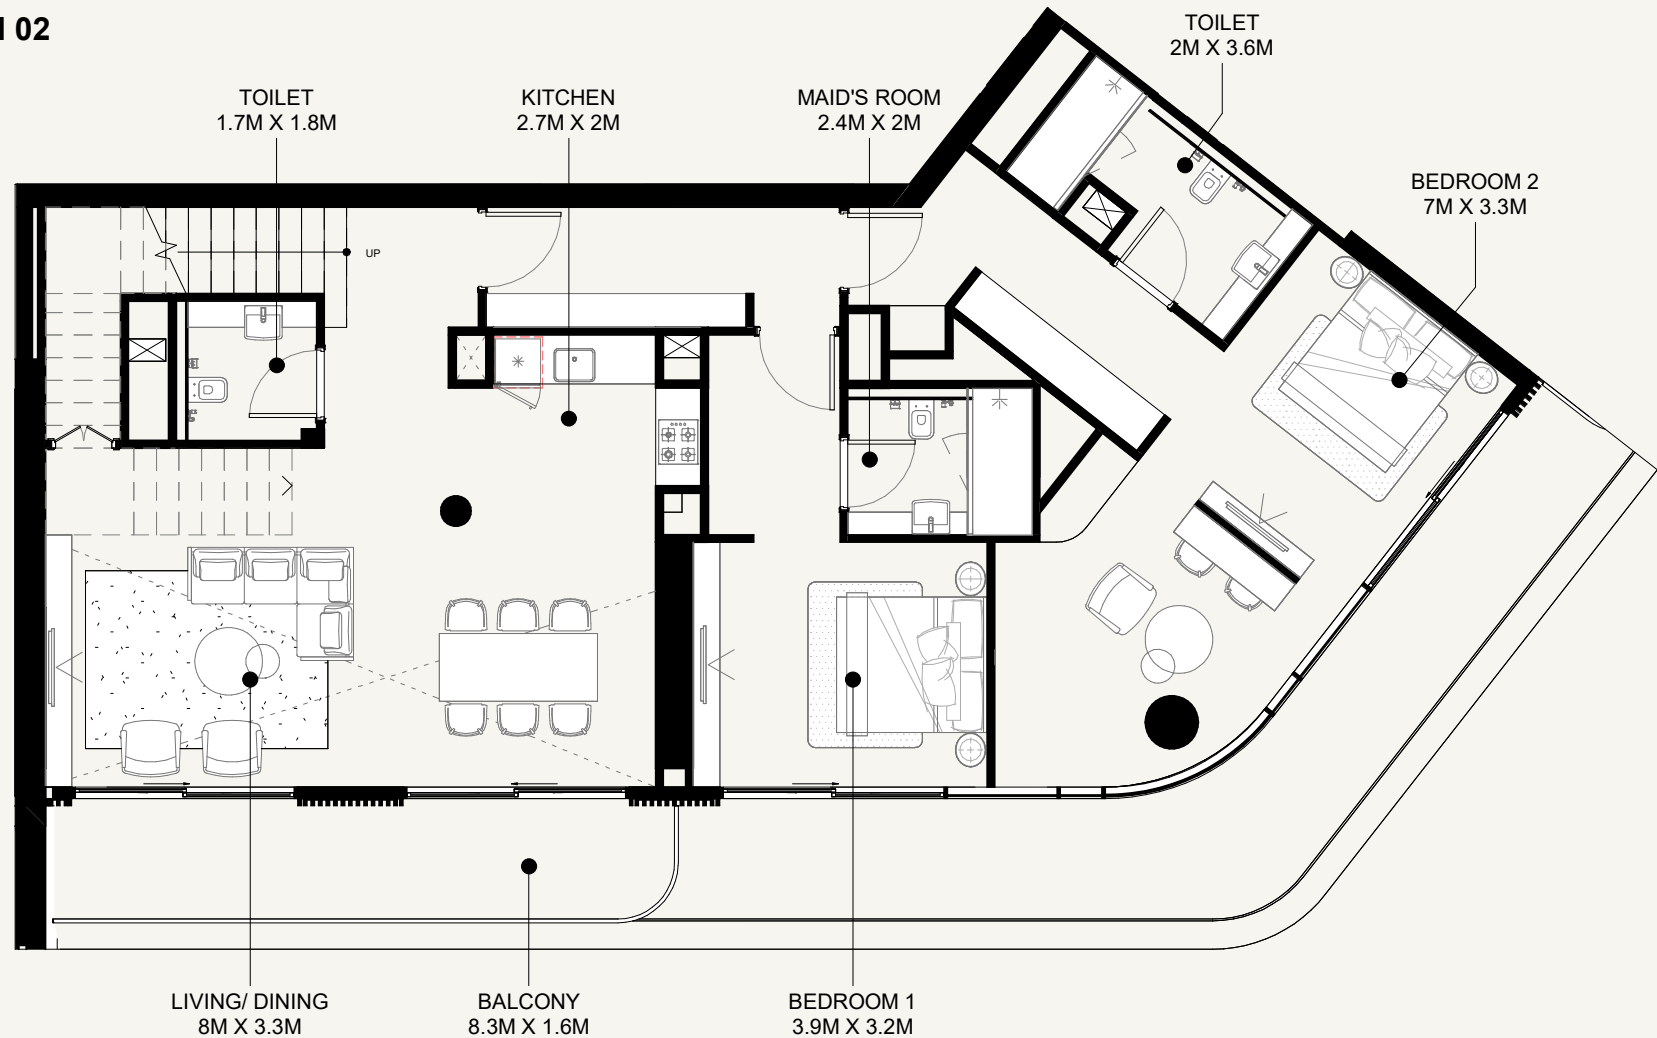 02
TOILET
2M X 3.6M
TOILET
1.7M X 1.8M
KITCHEN
2.7M X 2M
MAID'S ROOM
2.4M X 2M
BEDROOM 2
7M X 3.3M
UP
LIVING/ DINING
8M X 3.3M
BALCONY
8.3M X 1.6M
BEDROOM 1
3.9M X 3.2M